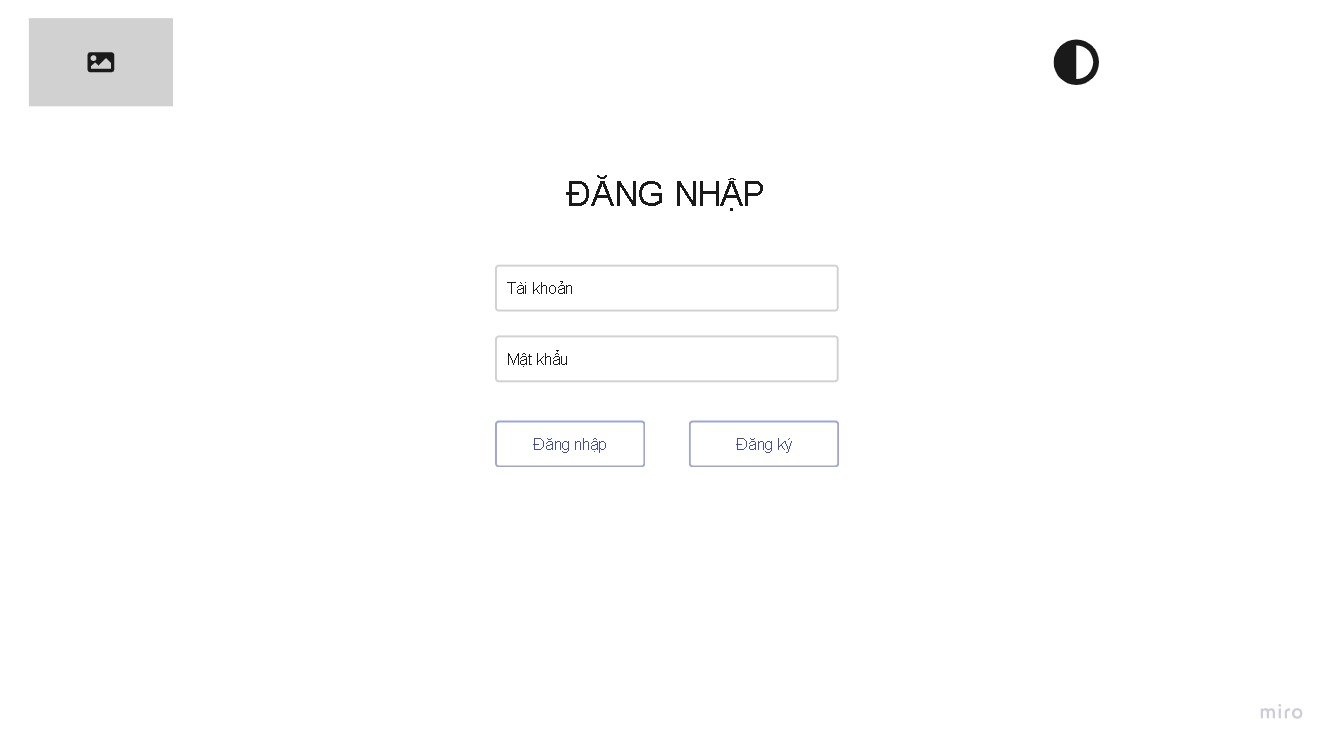 ĐĂNG NHẬP
Tài khoản
Mật khẩu
Đăng nhập
Đăng ký
miro